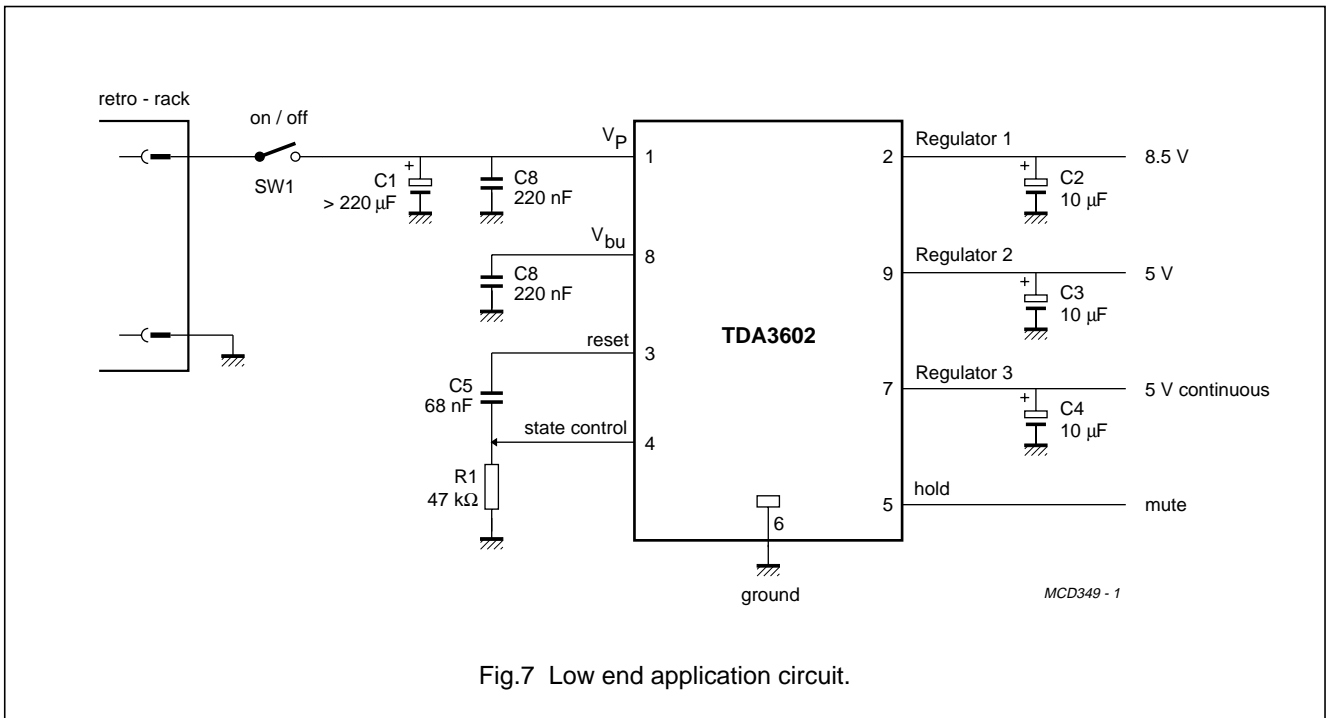 retro - rack
on / off
SW1
C1
+
> 220 μF
C8
220 nF
VP
1
Vbu
8
C8
220 nF
reset
3
C5
68 nF
state control
4
R1
47 kΩ
TDA3602
6
ground
2
Regulator 1
8.5 V
+
C2
10 μF
9
Regulator 2
5 V
+
C3
10 μF
7
Regulator 3
5 V continuous
+
C4
10 μF
5
hold
mute
MCD349 - 1
Fig.7 Low end application circuit.